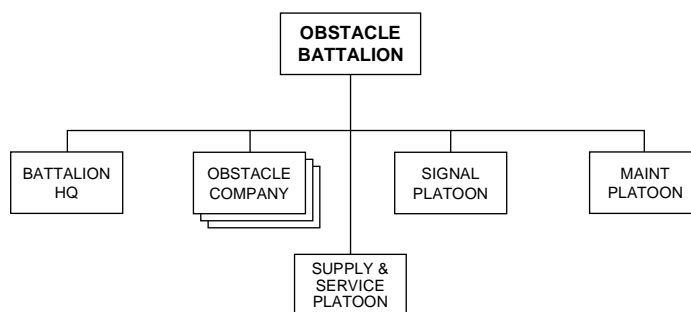 OBSTACLE
BATTALION
BATTALION
HQ
OBSTACLE
COMPANY
SIGNAL
PLATOON
MAINT
PLATOON
SUPPLY &
SERVICE
PLATOON